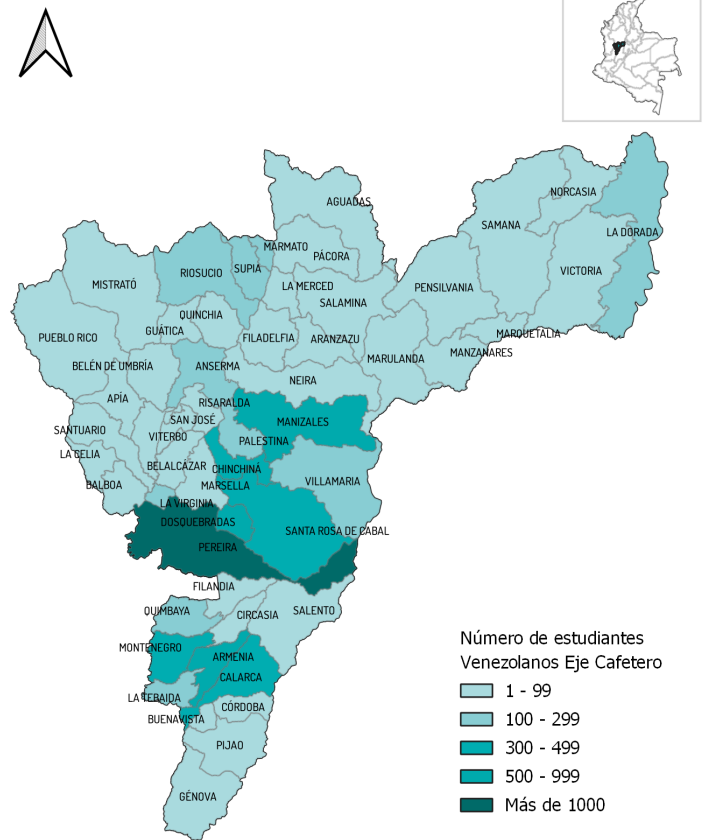 AGUADAS
NORCASIA
SAMANA
LA DORADA
MARMATO
PÁCORA
RIOSUCIO
SUPIA
VICTORIA
MISTRATÓ
LA MERCED
PENSILVANIA
SALAMINA
QUINCHIA
GUÁTICA
PUEBLO RICO
FILADELFIA
ARANZAZU
MARQUETALIA
MANZANARES
MARULANDA
BELÉN DE UMBRÍA
ANSERMA
NEIRA
APÍA
RISARALDA
SAN JOSÉ
MANIZALES
SANTUARIO
VITERBO
PALESTINA
LA CELIA
BELALCÁZAR
CHINCHINÁ
BALBOA
MARSELLA
VILLAMARIA
LA VIRGINIA
DOSQUEBRADAS
SANTA ROSA DE CABAL
PEREIRA
FILANDIA
QUIMBAYA
CIRCASIA
SALENTO
MONTENEGRO
ARMENIA
CALARCA
LA TEBAIDA
CÓRDOBA
BUENAVISTA
PIJAO
GÉNOVA
Número de estudiantes
Venezolanos Eje Cafetero
1 - 99
100 - 299
300 - 499
500 - 999
Más de 1000